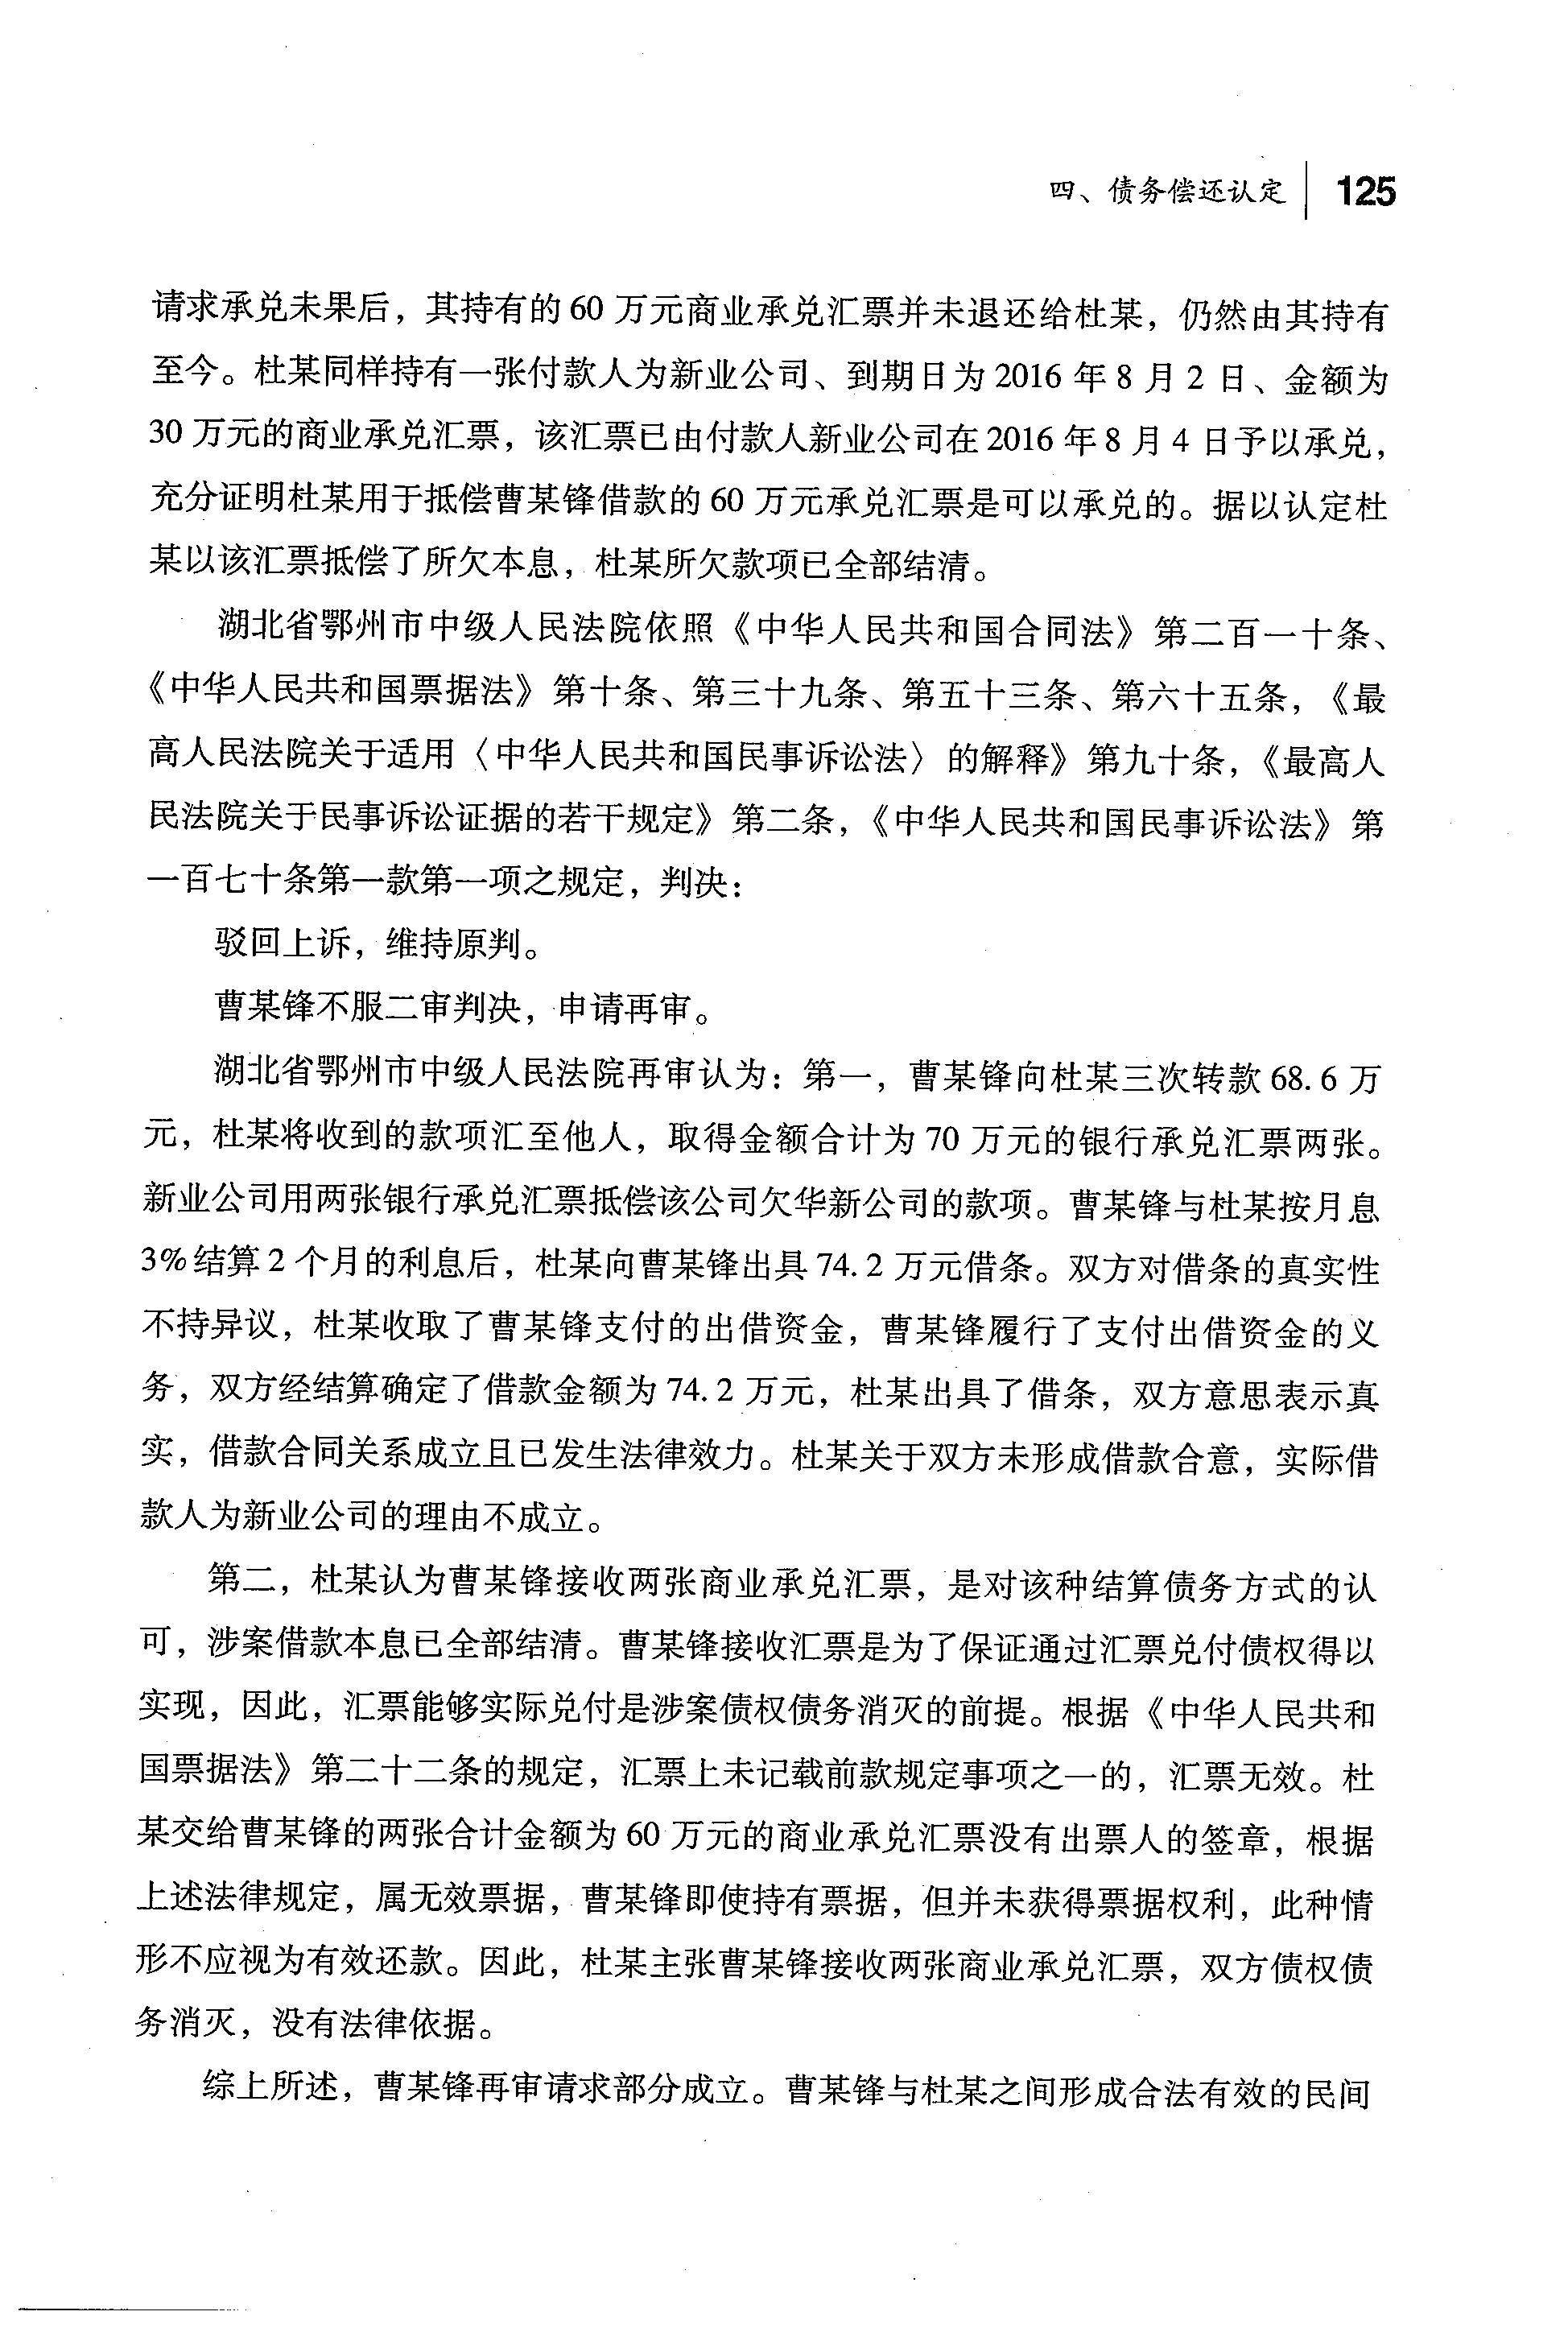 四、债务偿还认定 125
请求承兑未果后，其持有的 60 万元商业承兑汇票并未退还给杜某，仍然由其持有
至今。杜某同样持有一张付款人为新业公司、到期日为 2016 年 8 月 2 日、金额为
30 万元的商业承兑汇票，该汇票已由付款人新业公司在 2016 年 8 月 4 日予以承兑，
充分证明杜某用于抵偿曹某锋借款的 60 万元承兑汇票是可以承兑的。据以认定杜
某以该汇票抵偿了所欠本息，杜某所欠款项已全部结清。
湖北省鄂州市中级人民法院依照《中华人民共和国合同法》第二百一十条、
《中华人民共和国票据法》第十条、第三十九条、第五十三条、第六十五条，《最
高人民法院关于适用〈中华人民共和国民事诉讼法〉的解释》第九十条，《最高人
民法院关于民事诉讼证据的若干规定》第二条，《中华人民共和国民事诉讼法》第
一百七十条第一款第一项之规定，判决：
驳回上诉，维持原判。
曹某锋不服二审判决，申请再审。
湖北省鄂州市中级人民法院再审认为：第一，曹某锋向杜某三次转款 68.6 万
元，杜某将收到的款项汇至他人，取得金额合计为 70 万元的银行承兑汇票两张。
新业公司用两张银行承兑汇票抵偿该公司欠华新公司的款项。曹某锋与杜某按月息
3%结算 2 个月的利息后，杜某向曹某锋出具 74.2 万元借条。双方对借条的真实性
不持异议，杜某收取了曹某锋支付的出借资金，曹某锋履行了支付出借资金的义
务，双方经结算确定了借款金额为 74.2 万元，杜某出具了借条，双方意思表示真
实，借款合同关系成立且已发生法律效力。杜某关于双方未形成借款合意，实际借
款人为新业公司的理由不成立。
第二，杜某认为曹某锋接收两张商业承兑汇票，是对该种结算债务方式的认
可，涉案借款本息已全部结清。曹某锋接收汇票是为了保证通过汇票兑付债权得以
实现，因此，汇票能够实际兑付是涉案债权债务消灭的前提。根据《中华人民共和
国票据法》第二十二条的规定，汇票上未记载前款规定事项之一的，汇票无效。杜
某交给曹某锋的两张合计金额为 60 万元的商业承兑汇票没有出票人的签章，根据
上述法律规定，属无效票据，曹某锋即使持有票据，但并未获得票据权利，此种情
形不应视为有效还款。因此，杜某主张曹某锋接收两张商业承兑汇票，双方债权债
务消灭，没有法律依据。
综上所述，曹某锋再审请求部分成立。曹某锋与杜某之间形成合法有效的民间